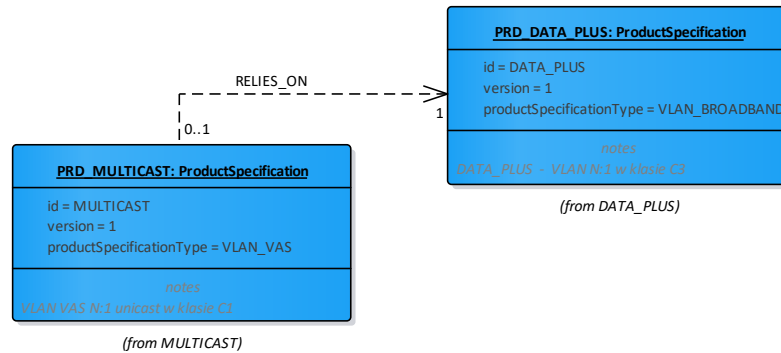 PRD_DATA_PLUS: ProductSpecification
id = DATA_PLUS
version = 1
productSpecificationType = VLAN_BROADBAND
notes
DATA_PLUS - VLAN N:1 w klasie C3
(from DATA_PLUS)
RELIES_ON
1
0..1
PRD_MULTICAST: ProductSpecification
id = MULTICAST
version = 1
productSpecificationType = VLAN_VAS
notes
VLAN VAS N:1 unicast w klasie C1
(from MULTICAST)